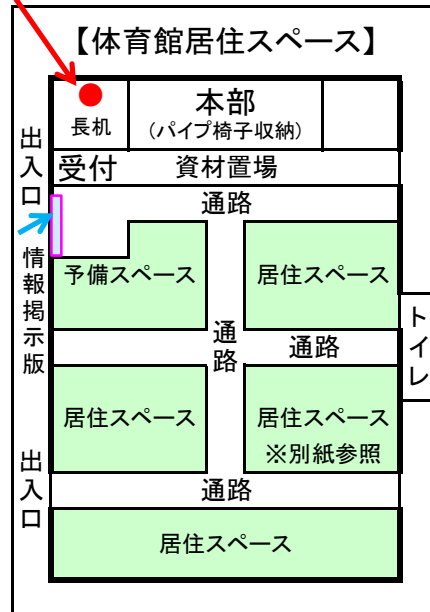 【体育館居住スペース】
本部
長机
（パイプ椅子収納）
出入口
受付
資材置場
通路
情報掲示版
予備スペース
居住スペース
通路
通路
トイレ
居住スペース
居住スペース
※別紙参照
出入口
通路
居住スペース